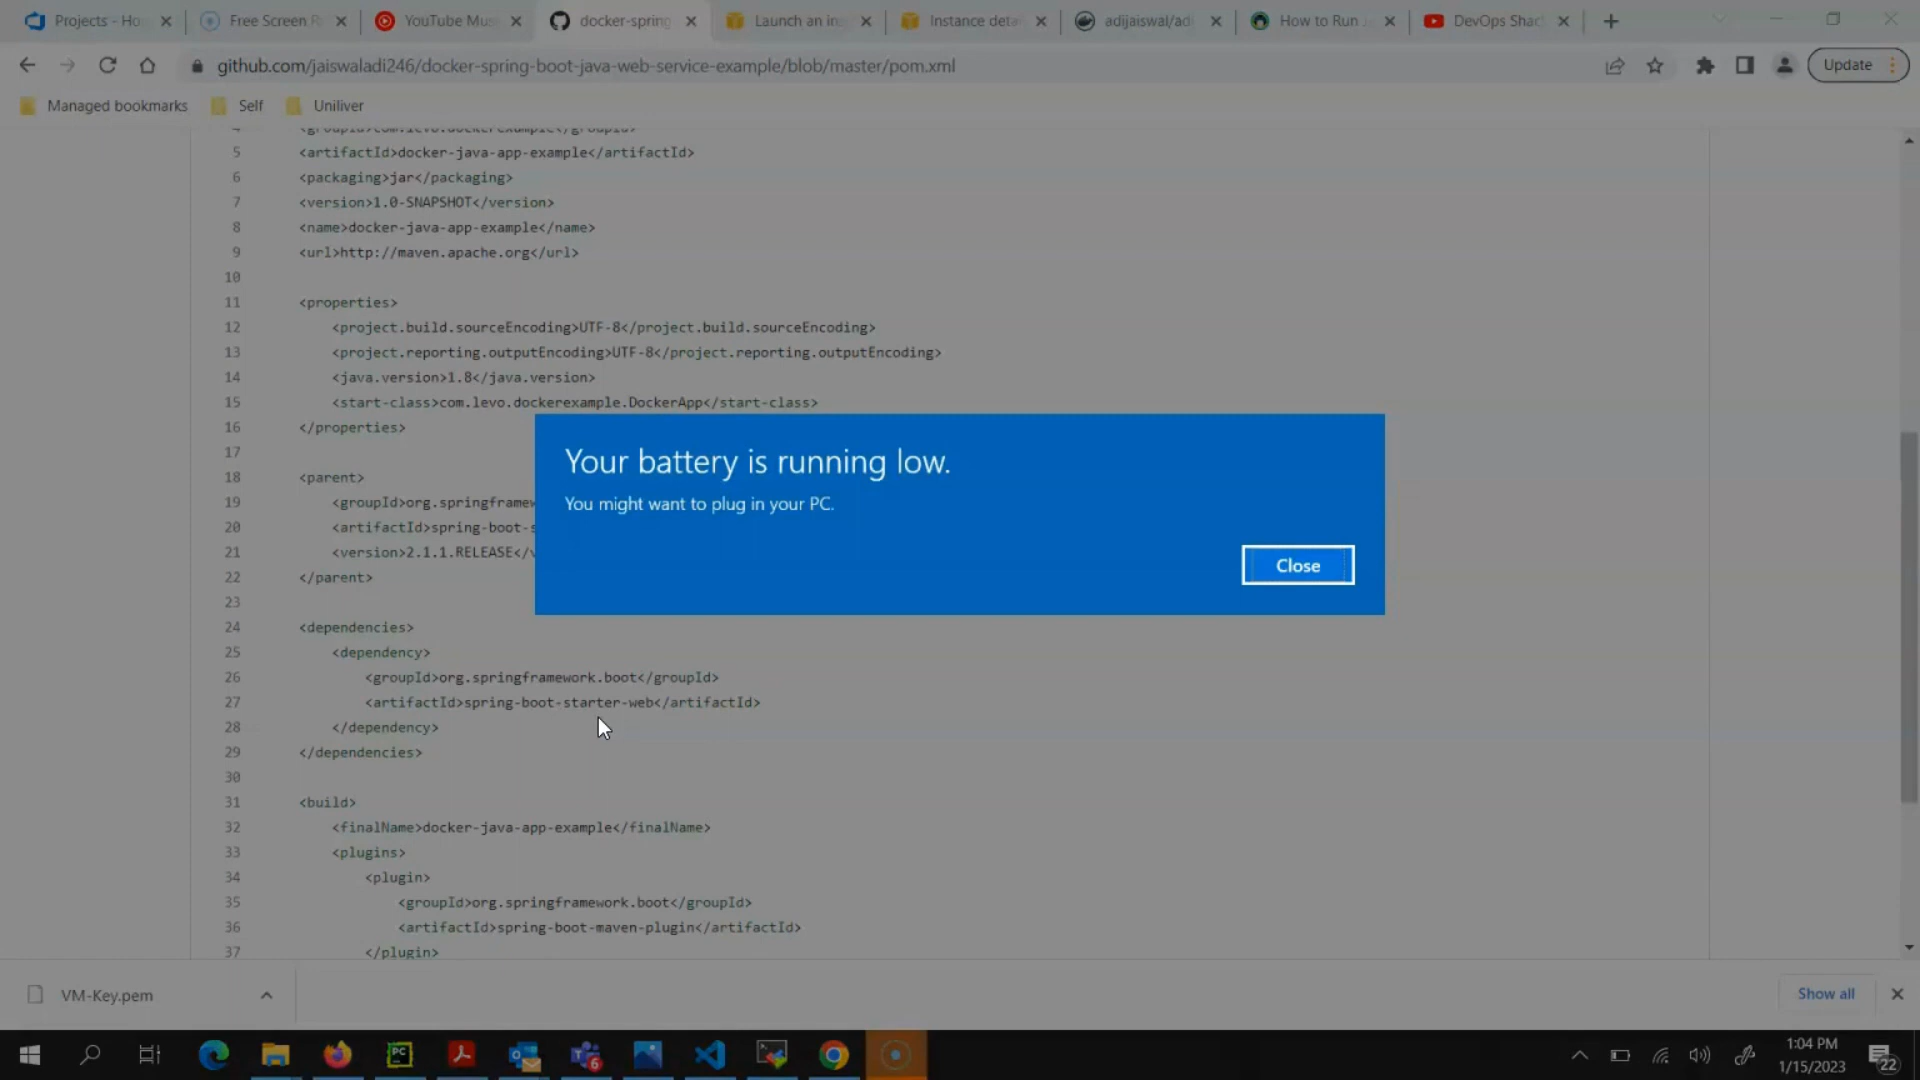 Projects - Ho
Free Screen R
YouTube Mus
docker-spring
Launch an in
Instance deta
adijaiswal/ad
How to Run
DevOps Shac
github.com/jaiswaladi246/docker-spring-boot-java-web-service-example/blob/master/pom.xml
Update
Managed bookmarks
Self
Uniliver
4 <groupId>com.levo.dockerexample</groupId>
5 <artifactId>docker-java-app-example</artifactId>
6 <packaging>jar</packaging>
7 <version>1.0-SNAPSHOT</version>
8 <name>docker-java-app-example</name>
9 <url>http://maven.apache.org</url>
10
11 <properties>
12 <project.build.sourceEncoding>UTF-8</project.build.sourceEncoding>
13 <project.reporting.outputEncoding>UTF-8</project.reporting.outputEncoding>
14 <java.version>1.8</java.version>
15 <start-class>com.levo.dockerexample.DockerApp</start-class>
16 </properties>
17
18 <parent>
19 <groupId>org.springframew
20 <artifactId>spring-boot-s
21 <version>2.1.1.RELEASE</v
22 </parent>
23
Your battery is running low.
You might want to plug in your PC.
Close
24 <dependencies>
25 <dependency>
26 <groupId>org.springframework.boot</groupId>
27 <artifactId>spring-boot-starter-web</artifactId>
28 </dependency>
29 </dependencies>
30
31 <build>
32 <finalName>docker-java-app-example</finalName>
33 <plugins>
34 <plugin>
35 <groupId>org.springframework.boot</groupId>
36 <artifactId>spring-boot-maven-plugin</artifactId>
37 </plugin>
VM-Key.pem
Show all
PC
6
1:04 PM
1/15/2023
22